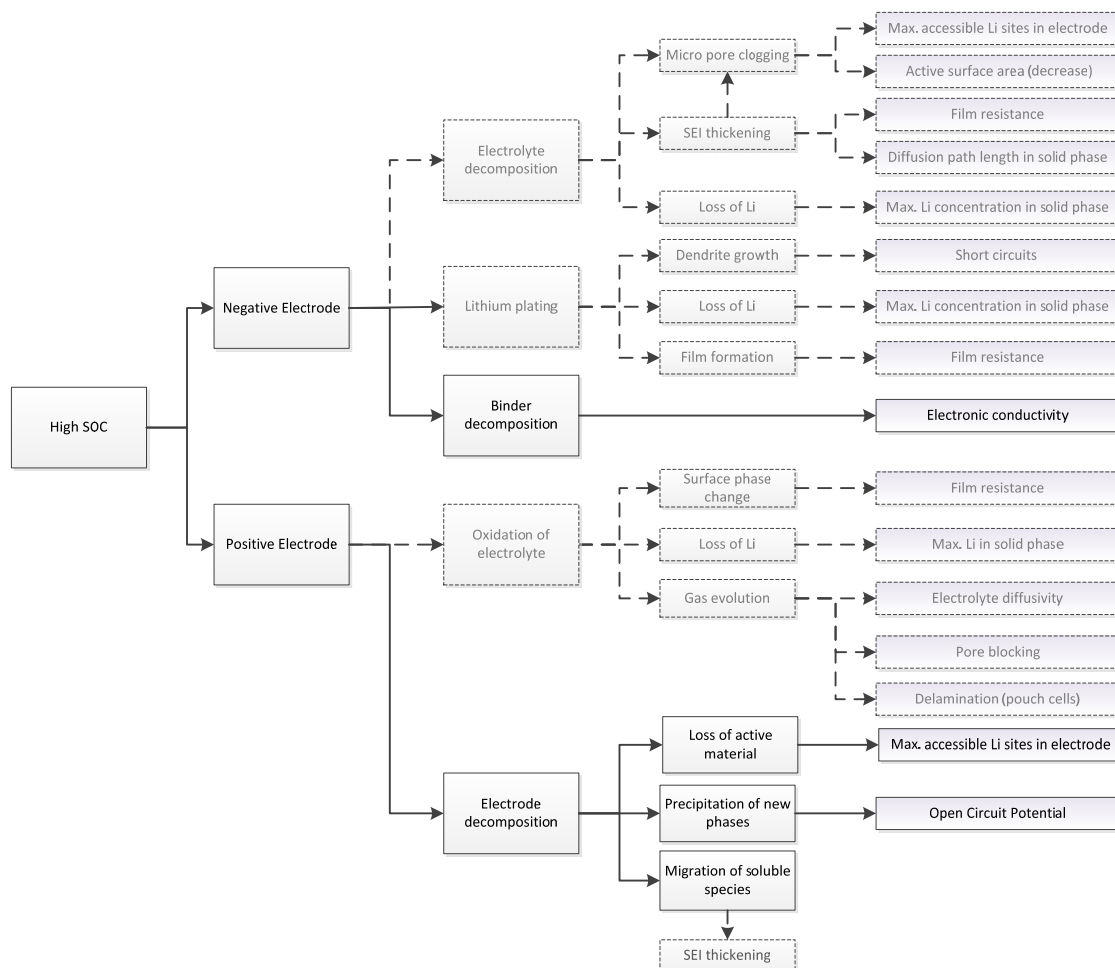 High SOC
Negative Electrode
Electrolyte
decomposition
Micro pore clogging
Max. accessible Li sites in electrode
Active surface area (decrease)
SEI thickening
Film resistance
Diffusion path length in solid phase
Loss of Li
Max. Li concentration in solid phase
Lithium plating
Dendrite growth
Short circuits
Loss of Li
Max. Li concentration in solid phase
Film formation
Film resistance
Binder
decomposition
Electronic conductivity
Positive Electrode
Oxidation of
electrolyte
Surface phase
change
Film resistance
Loss of Li
Max. Li in solid phase
Gas evolution
Electrolyte diffusivity
Pore blocking
Delamination (pouch cells)
Electrode
decomposition
Loss of active
material
Max. accessible Li sites in electrode
Precipitation of new
phases
Open Circuit Potential
Migration of soluble
species
SEI thickening